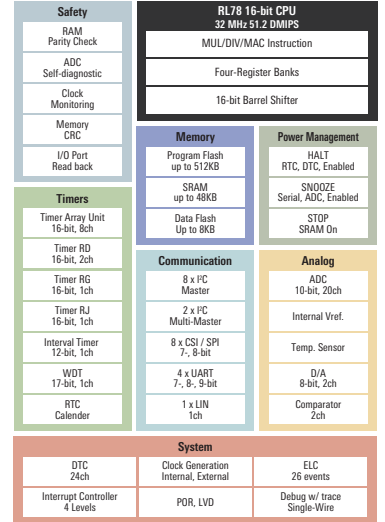 Safety
RAM
Parity Check
ADC
Self-diagnostic
Clock
Monitoring
Memory
CRC
I/O Port
Read back
RL78 16-bit CPU
32 MHz 51.2 DMIPS
MUL/DIV/MAC Instruction
Four-Register Banks
16-bit Barrel Shifter
Memory
Program Flash
up to 512KB
SRAM
up to 48KB
Data Flash
Up to 8KB
Power Management
HALT
RTC, DTC, Enabled
SNOOZE
Serial, ADC, Enabled
STOP
SRAM On
Timers
Timer Array Unit
16-bit, 8ch
Timer RD
16-bit, 2ch
Timer RG
16-bit, 1ch
Timer RJ
16-bit, 1ch
Interval Timer
12-bit, 1ch
WDT
17-bit, 1ch
RTC
Calender
Communication
8 x I²C
Master
2 x I²C
Multi-Master
8 x CSI / SPI
7-, 8-bit
4 x UART
7-, 8-, 9-bit
1 x LIN
1ch
Analog
ADC
10-bit, 20ch
Internal Vref.
Temp. Sensor
D/A
8-bit, 2ch
Comparator
2ch
System
DTC
24ch
Clock Generation
Internal, External
ELC
26 events
Interrupt Controller
4 Levels
POR, LVD
Debug w/ trace
Single-Wire